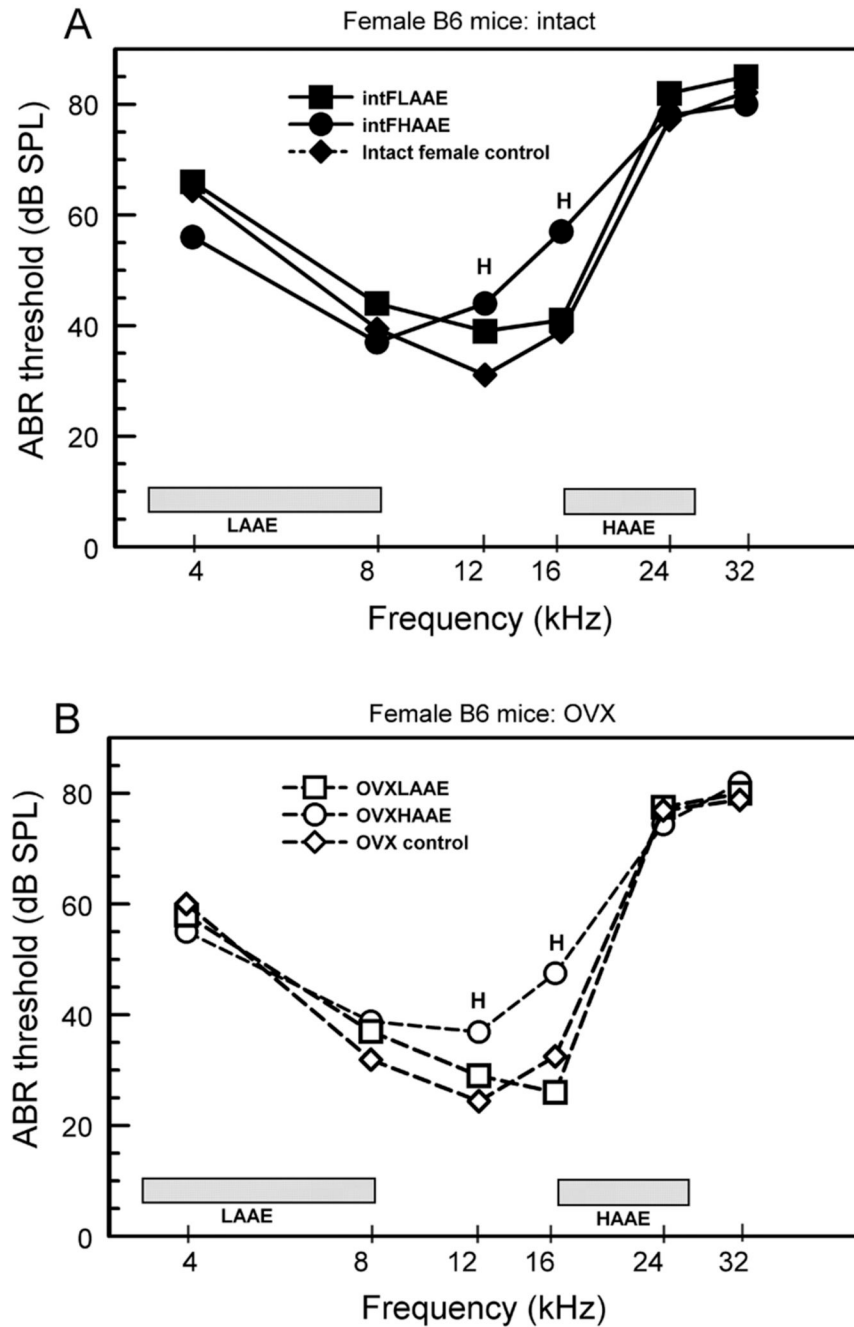 A
Female B6 mice: intact
intFLAAE
intFHAAE
Intact female control
ABR threshold (dB SPL)
80
60
40
20
0
H
H
LAAE
HAAE
4 8 12 16 24 32
Frequency (kHz)
B
Female B6 mice: OVX
OVXLAAE
OVXHAAE
OVX control
ABR threshold (dB SPL)
80
60
40
20
0
H
H
LAAE
HAAE
4 8 12 16 24 32
Frequency (kHz)